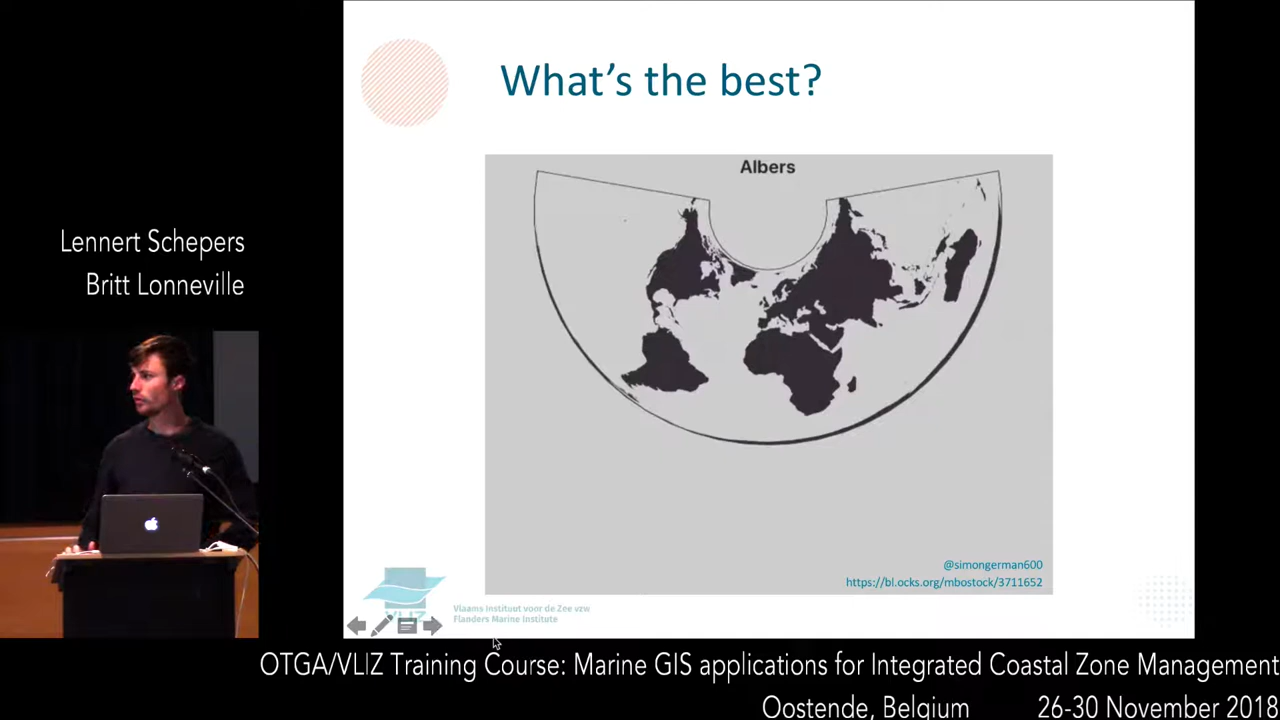 What's the best?
Albers
Lennert Schepers
Britt Lonneville
@simongerman600
https://bl.ocks.org/mbostock/3711652
VLIZ
Vlaams Instituut voor de Zee vzw
Flanders Marine Institute
OTGA/VLIZ Training Course: Marine GIS applications for Integrated Coastal Zone Management
Oostende, Belgium 26-30 November 2018